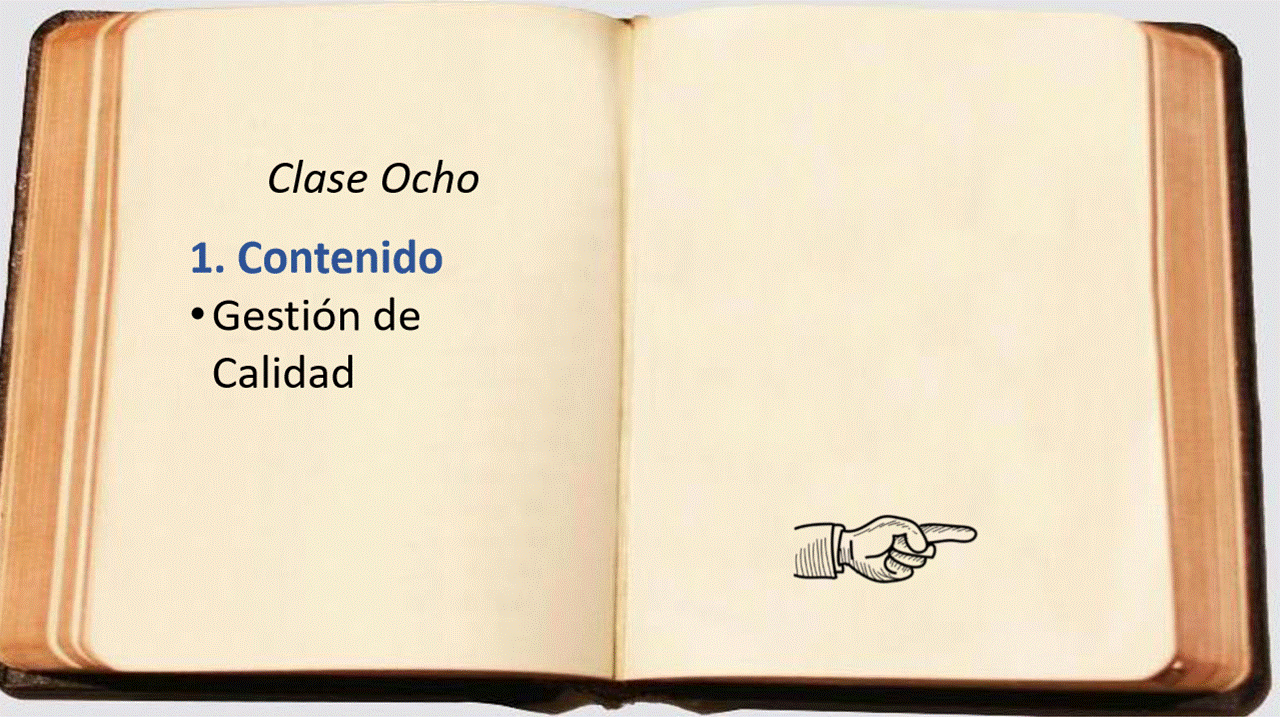 Clase Ocho
1. Contenido
• Gestión de
Calidad